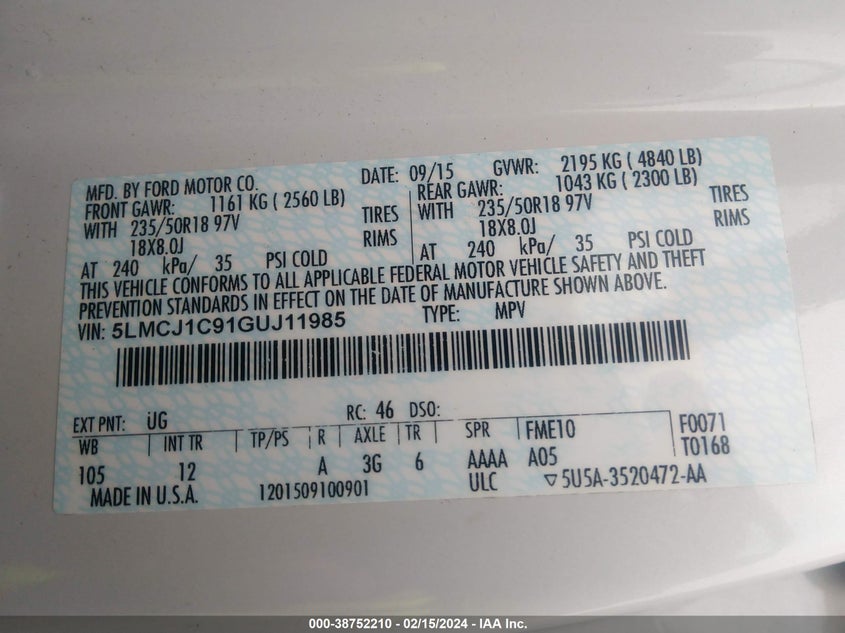 MFD. BY FORD MOTOR CO. DATE: 09/15 GVWR: 2195 KG ( 4840 LB)
FRONT GAWR: 1161 KG ( 2560 LB) REAR GAWR: 1043 KG ( 2300 LB)
WITH 235/50R18 97V TIRES WITH 235/50R18 97V TIRES
18X8.0J RIMS 18X8.0J RIMS
AT 240 kPa/ 35 PSI COLD AT 240 kPa/ 35 PSI COLD
THIS VEHICLE CONFORMS TO ALL APPLICABLE FEDERAL MOTOR VEHICLE SAFETY AND THEFT
PREVENTION STANDARDS IN EFFECT ON THE DATE OF MANUFACTURE SHOWN ABOVE.
VIN: 5LMCJ1C91GUJ11985 TYPE: MPV
EXT PNT: UG RC: 46 DSO:
WB INT TR TP/PS R AXLE TR SPR FME10 F0071
105 12 A 3G 6 AAAA A05 T0168
MADE IN U.S.A. 1201509100901 ULC ▽5U5A-3520472-AA
000-38752210 - 02/15/2024 - IAA Inc.